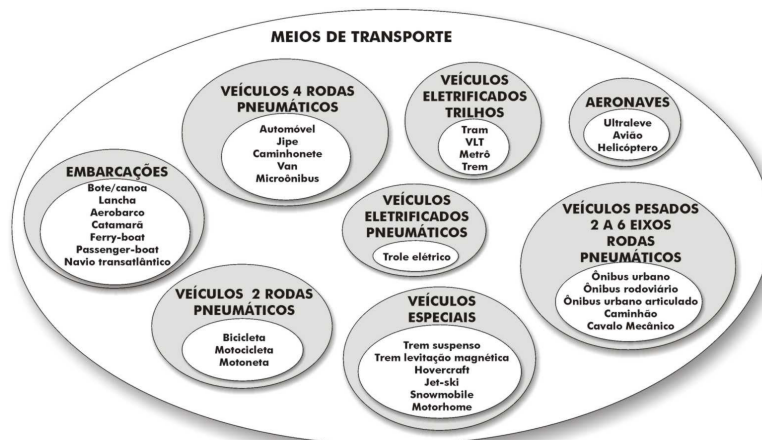 MEIOS DE TRANSPORTE
VEÍCULOS 4 RODAS
PNEUMÁTICOS
Automóvel
Jipe
Caminhonete
Van
Microônibus
VEÍCULOS
ELETRIFICADOS
TRILHOS
Tram
VLT
Metrô
Trem
AERONAVES
Ultraleve
Avião
Helicóptero
EMBARCAÇÕES
Bote/canoa
Lancha
Aerobarco
Catamarã
Ferry-boat
Passenger-boat
Navio transatlântico
VEÍCULOS
ELETRIFICADOS
PNEUMÁTICOS
Trole elétrico
VEÍCULOS PESADOS
2 A 6 EIXOS
RODAS
PNEUMÁTICOS
Ônibus urbano
Ônibus rodoviário
Ônibus urbano articulado
Caminhão
Cavalo Mecânico
VEÍCULOS 2 RODAS
PNEUMÁTICOS
Bicicleta
Motocicleta
Motoneta
VEÍCULOS
ESPECIAIS
Trem suspenso
Trem levitação magnética
Hovercraft
Jet-ski
Snowmobile
Motorhome